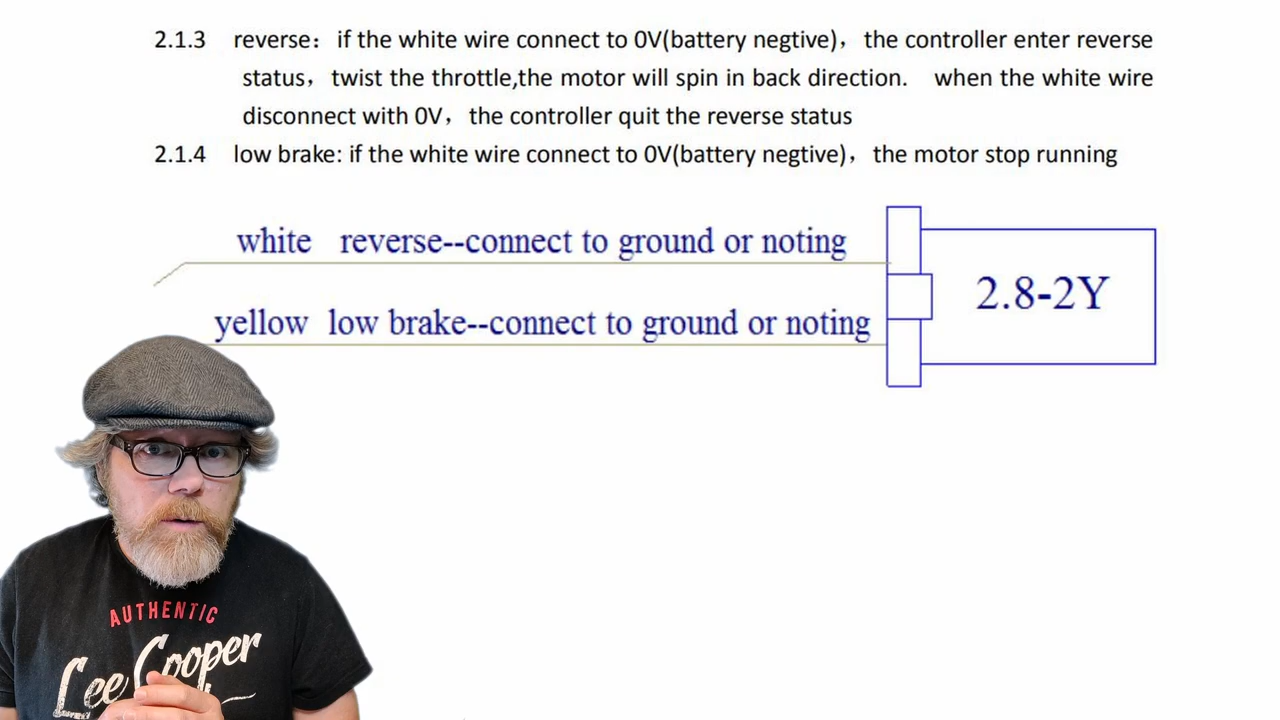 2.1.3 reverse：if the white wire connect to 0V(battery negtive)，the controller enter reverse
status，twist the throttle,the motor will spin in back direction. when the white wire
disconnect with 0V，the controller quit the reverse status
2.1.4 low brake: if the white wire connect to 0V(battery negtive)，the motor stop running
white reverse--connect to ground or noting
yellow low brake--connect to ground or noting
2.8-2Y
AUTHENTIC
Lee Cooper